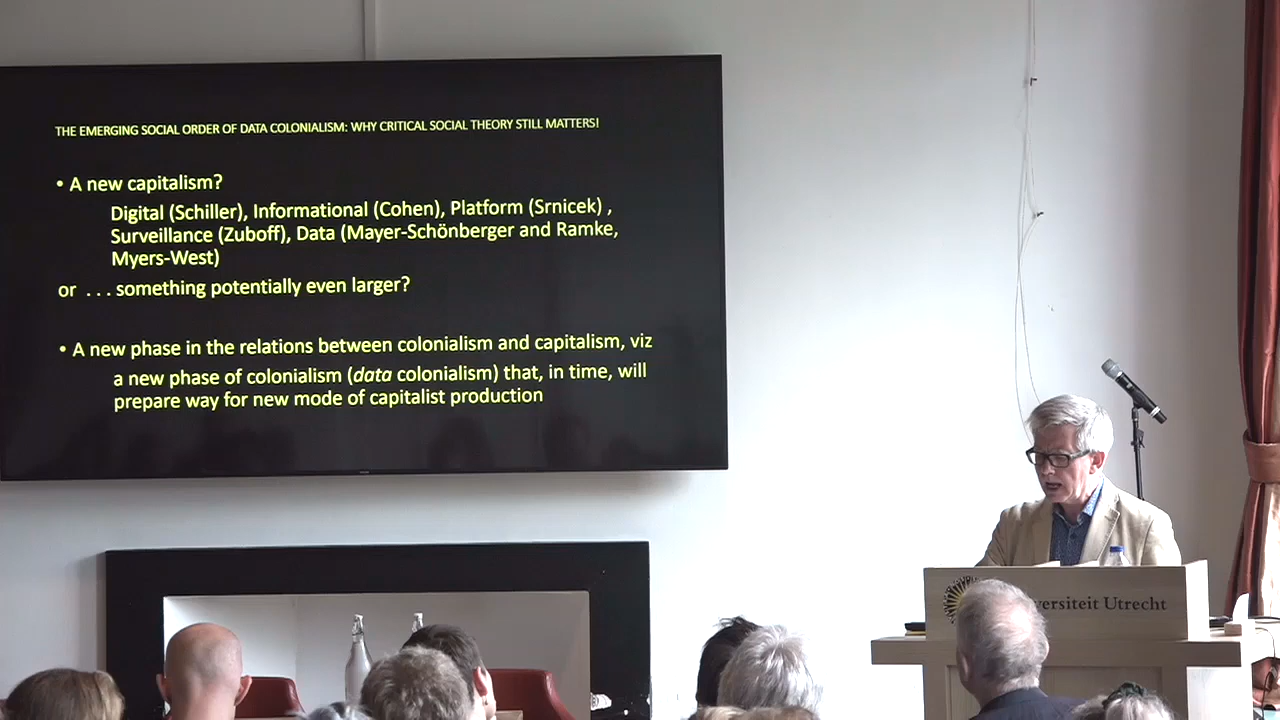 THE EMERGING SOCIAL ORDER OF DATA COLONIALISM: WHY CRITICAL SOCIAL THEORY STILL MATTERS!
• A new capitalism?
Digital (Schiller), Informational (Cohen), Platform (Srnicek) ,
Surveillance (Zuboff), Data (Mayer-Schönberger and Ramke,
Myers-West)
or . . . something potentially even larger?
• A new phase in the relations between colonialism and capitalism, viz
a new phase of colonialism (data colonialism) that, in time, will
prepare way for new mode of capitalist production
versiteit Utrecht